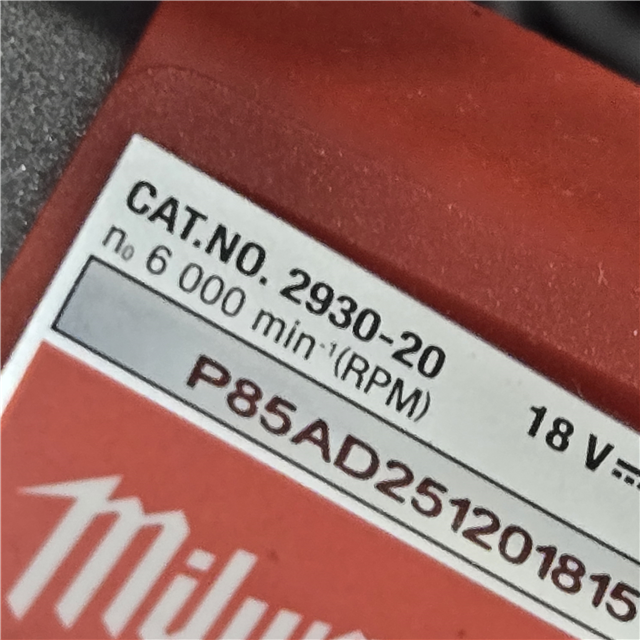 CAT.NO. 2930-20
n₀ 6 000 min⁻¹(RPM) 18 V⎓
P85AD251201815